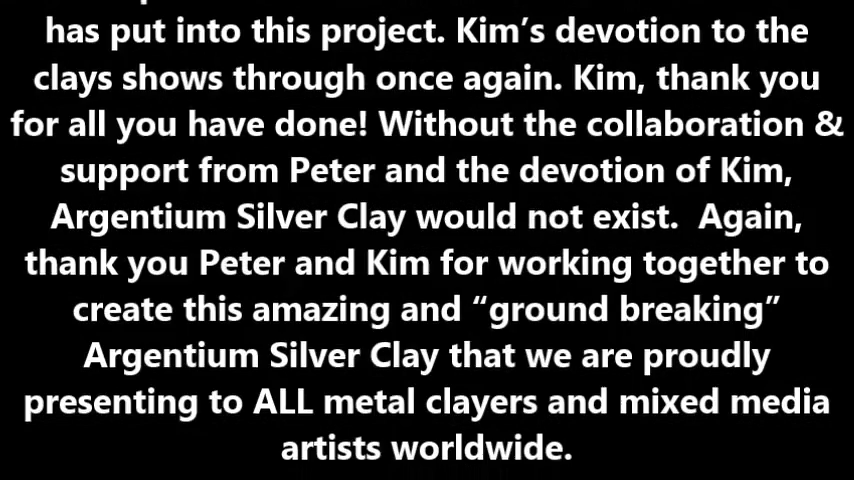 has put into this project. Kim’s devotion to the
clays shows through once again. Kim, thank you
for all you have done! Without the collaboration &
support from Peter and the devotion of Kim,
Argentium Silver Clay would not exist.  Again,
thank you Peter and Kim for working together to
create this amazing and “ground breaking”
Argentium Silver Clay that we are proudly
presenting to ALL metal clayers and mixed media
artists worldwide.